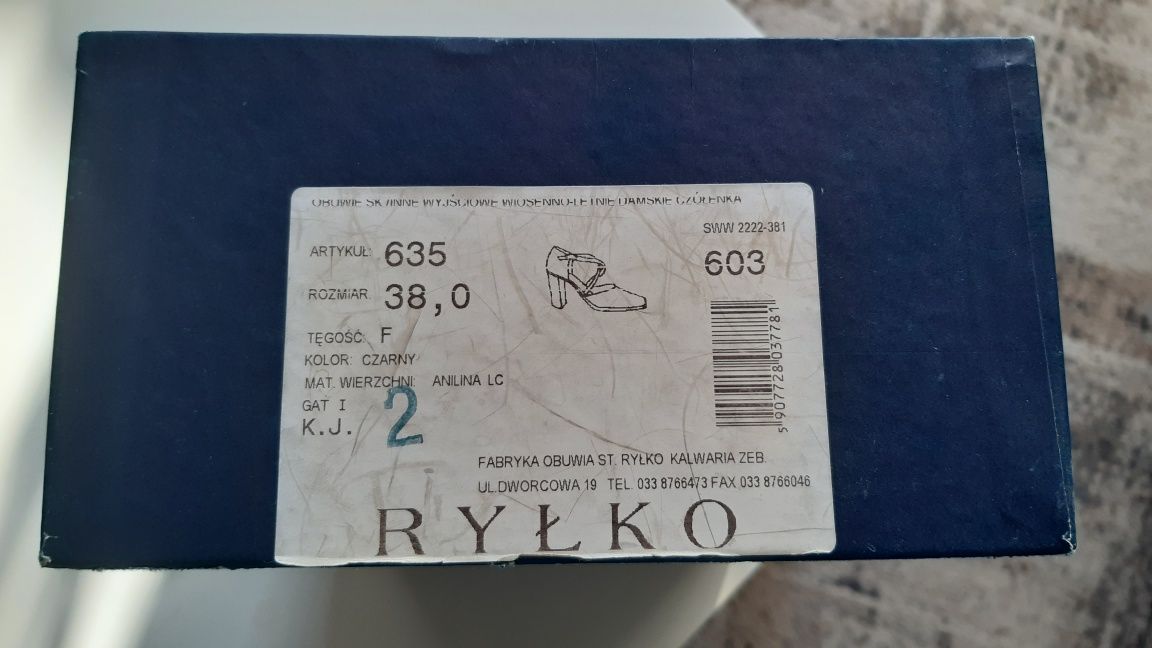 OBUWIE SK/INNE WYJŚCIOWE WIOSENNO-LETNIE DAMSKIE CZÓŁENKA
SWW 2222-381
ARTYKUŁ: 635
603
ROZMIAR. 38,0
TĘGOŚĆ: F
KOLOR: CZARNY
MAT. WIERZCHNI: ANILINA LC
GAT I
K.J. 2
5 907728 037781
FABRYKA OBUWIA ST. RYŁKO KALWARIA ZEB.
UL.DWORCOWA 19 TEL. 033 8766473 FAX 033 8766046
RYŁKO